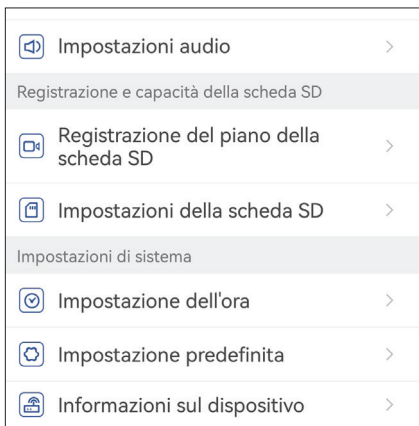 Impostazioni audio
Registrazione e capacità della scheda SD
Registrazione del piano della
scheda SD
Impostazioni della scheda SD
Impostazioni di sistema
Impostazione dell'ora
Impostazione predefinita
Informazioni sul dispositivo